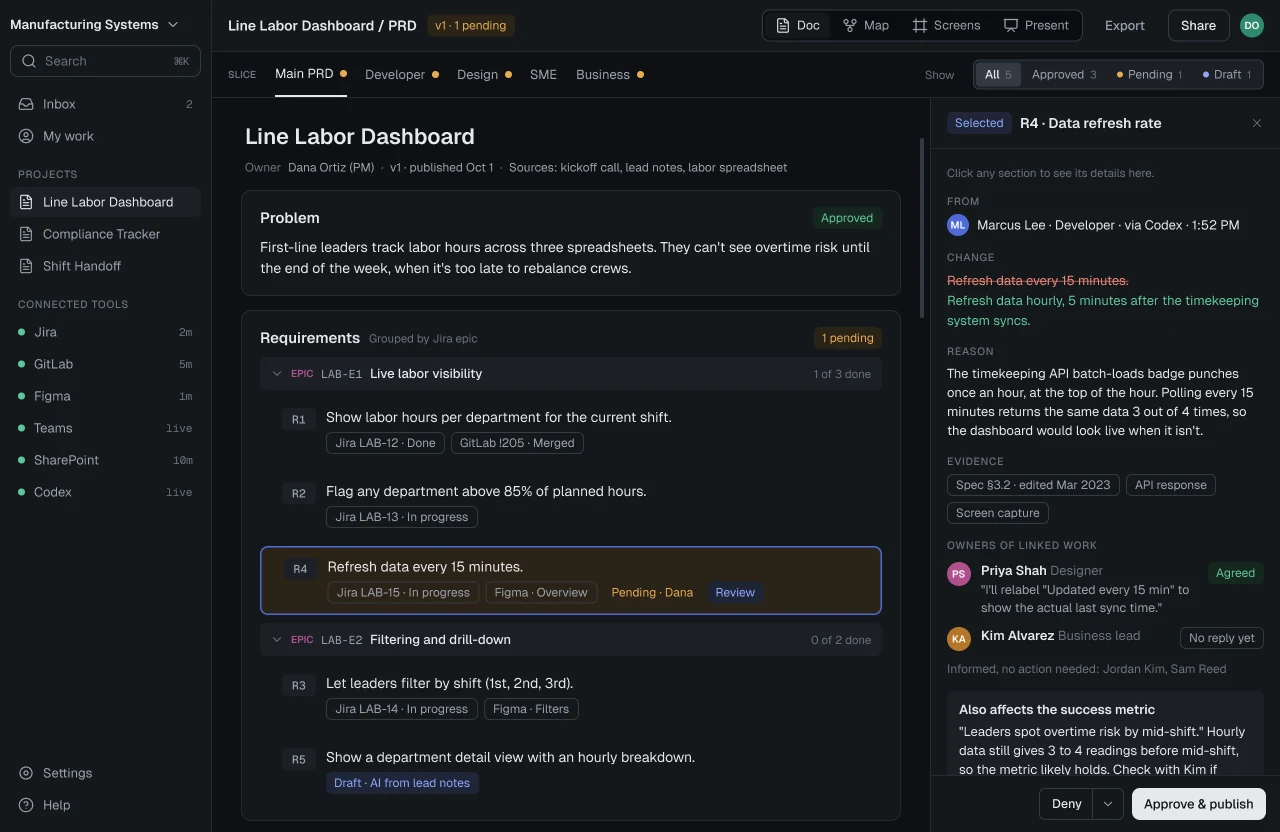 Manufacturing Systems
Search ⌘K
Inbox 2
My work
PROJECTS
Line Labor Dashboard
Compliance Tracker
Shift Handoff
CONNECTED TOOLS
Jira 2m
GitLab 5m
Figma 1m
Teams live
SharePoint 10m
Codex live
Settings
Help
Line Labor Dashboard / PRD v1 · 1 pending
Doc Map Screens Present Export Share DO
SLICE Main PRD Developer Design SME Business
Show All 5 Approved 3 Pending 1 Draft 1
Line Labor Dashboard
Owner Dana Ortiz (PM) · v1 · published Oct 1 · Sources: kickoff call, lead notes, labor spreadsheet
Problem Approved
First-line leaders track labor hours across three spreadsheets. They can't see overtime risk until
the end of the week, when it's too late to rebalance crews.
Requirements Grouped by Jira epic 1 pending
EPIC LAB-E1 Live labor visibility 1 of 3 done
R1 Show labor hours per department for the current shift.
Jira LAB-12 · Done GitLab !205 · Merged
R2 Flag any department above 85% of planned hours.
Jira LAB-13 · In progress
R4 Refresh data every 15 minutes.
Jira LAB-15 · In progress Figma · Overview Pending · Dana Review
EPIC LAB-E2 Filtering and drill-down 0 of 2 done
R3 Let leaders filter by shift (1st, 2nd, 3rd).
Jira LAB-14 · In progress Figma · Filters
R5 Show a department detail view with an hourly breakdown.
Draft · AI from lead notes
Selected R4 · Data refresh rate
Click any section to see its details here.
FROM
ML Marcus Lee · Developer · via Codex · 1:52 PM
CHANGE
Refresh data every 15 minutes.
Refresh data hourly, 5 minutes after the timekeeping
system syncs.
REASON
The timekeeping API batch-loads badge punches
once an hour, at the top of the hour. Polling every 15
minutes returns the same data 3 out of 4 times, so
the dashboard would look live when it isn't.
EVIDENCE
Spec §3.2 · edited Mar 2023 API response
Screen capture
OWNERS OF LINKED WORK
PS Priya Shah Designer Agreed
"I'll relabel "Updated every 15 min" to
show the actual last sync time."
KA Kim Alvarez Business lead No reply yet
Informed, no action needed: Jordan Kim, Sam Reed
Also affects the success metric
"Leaders spot overtime risk by mid-shift." Hourly
data still gives 3 to 4 readings before mid-shift,
so the metric likely holds. Check with Kim if
Deny Approve & publish